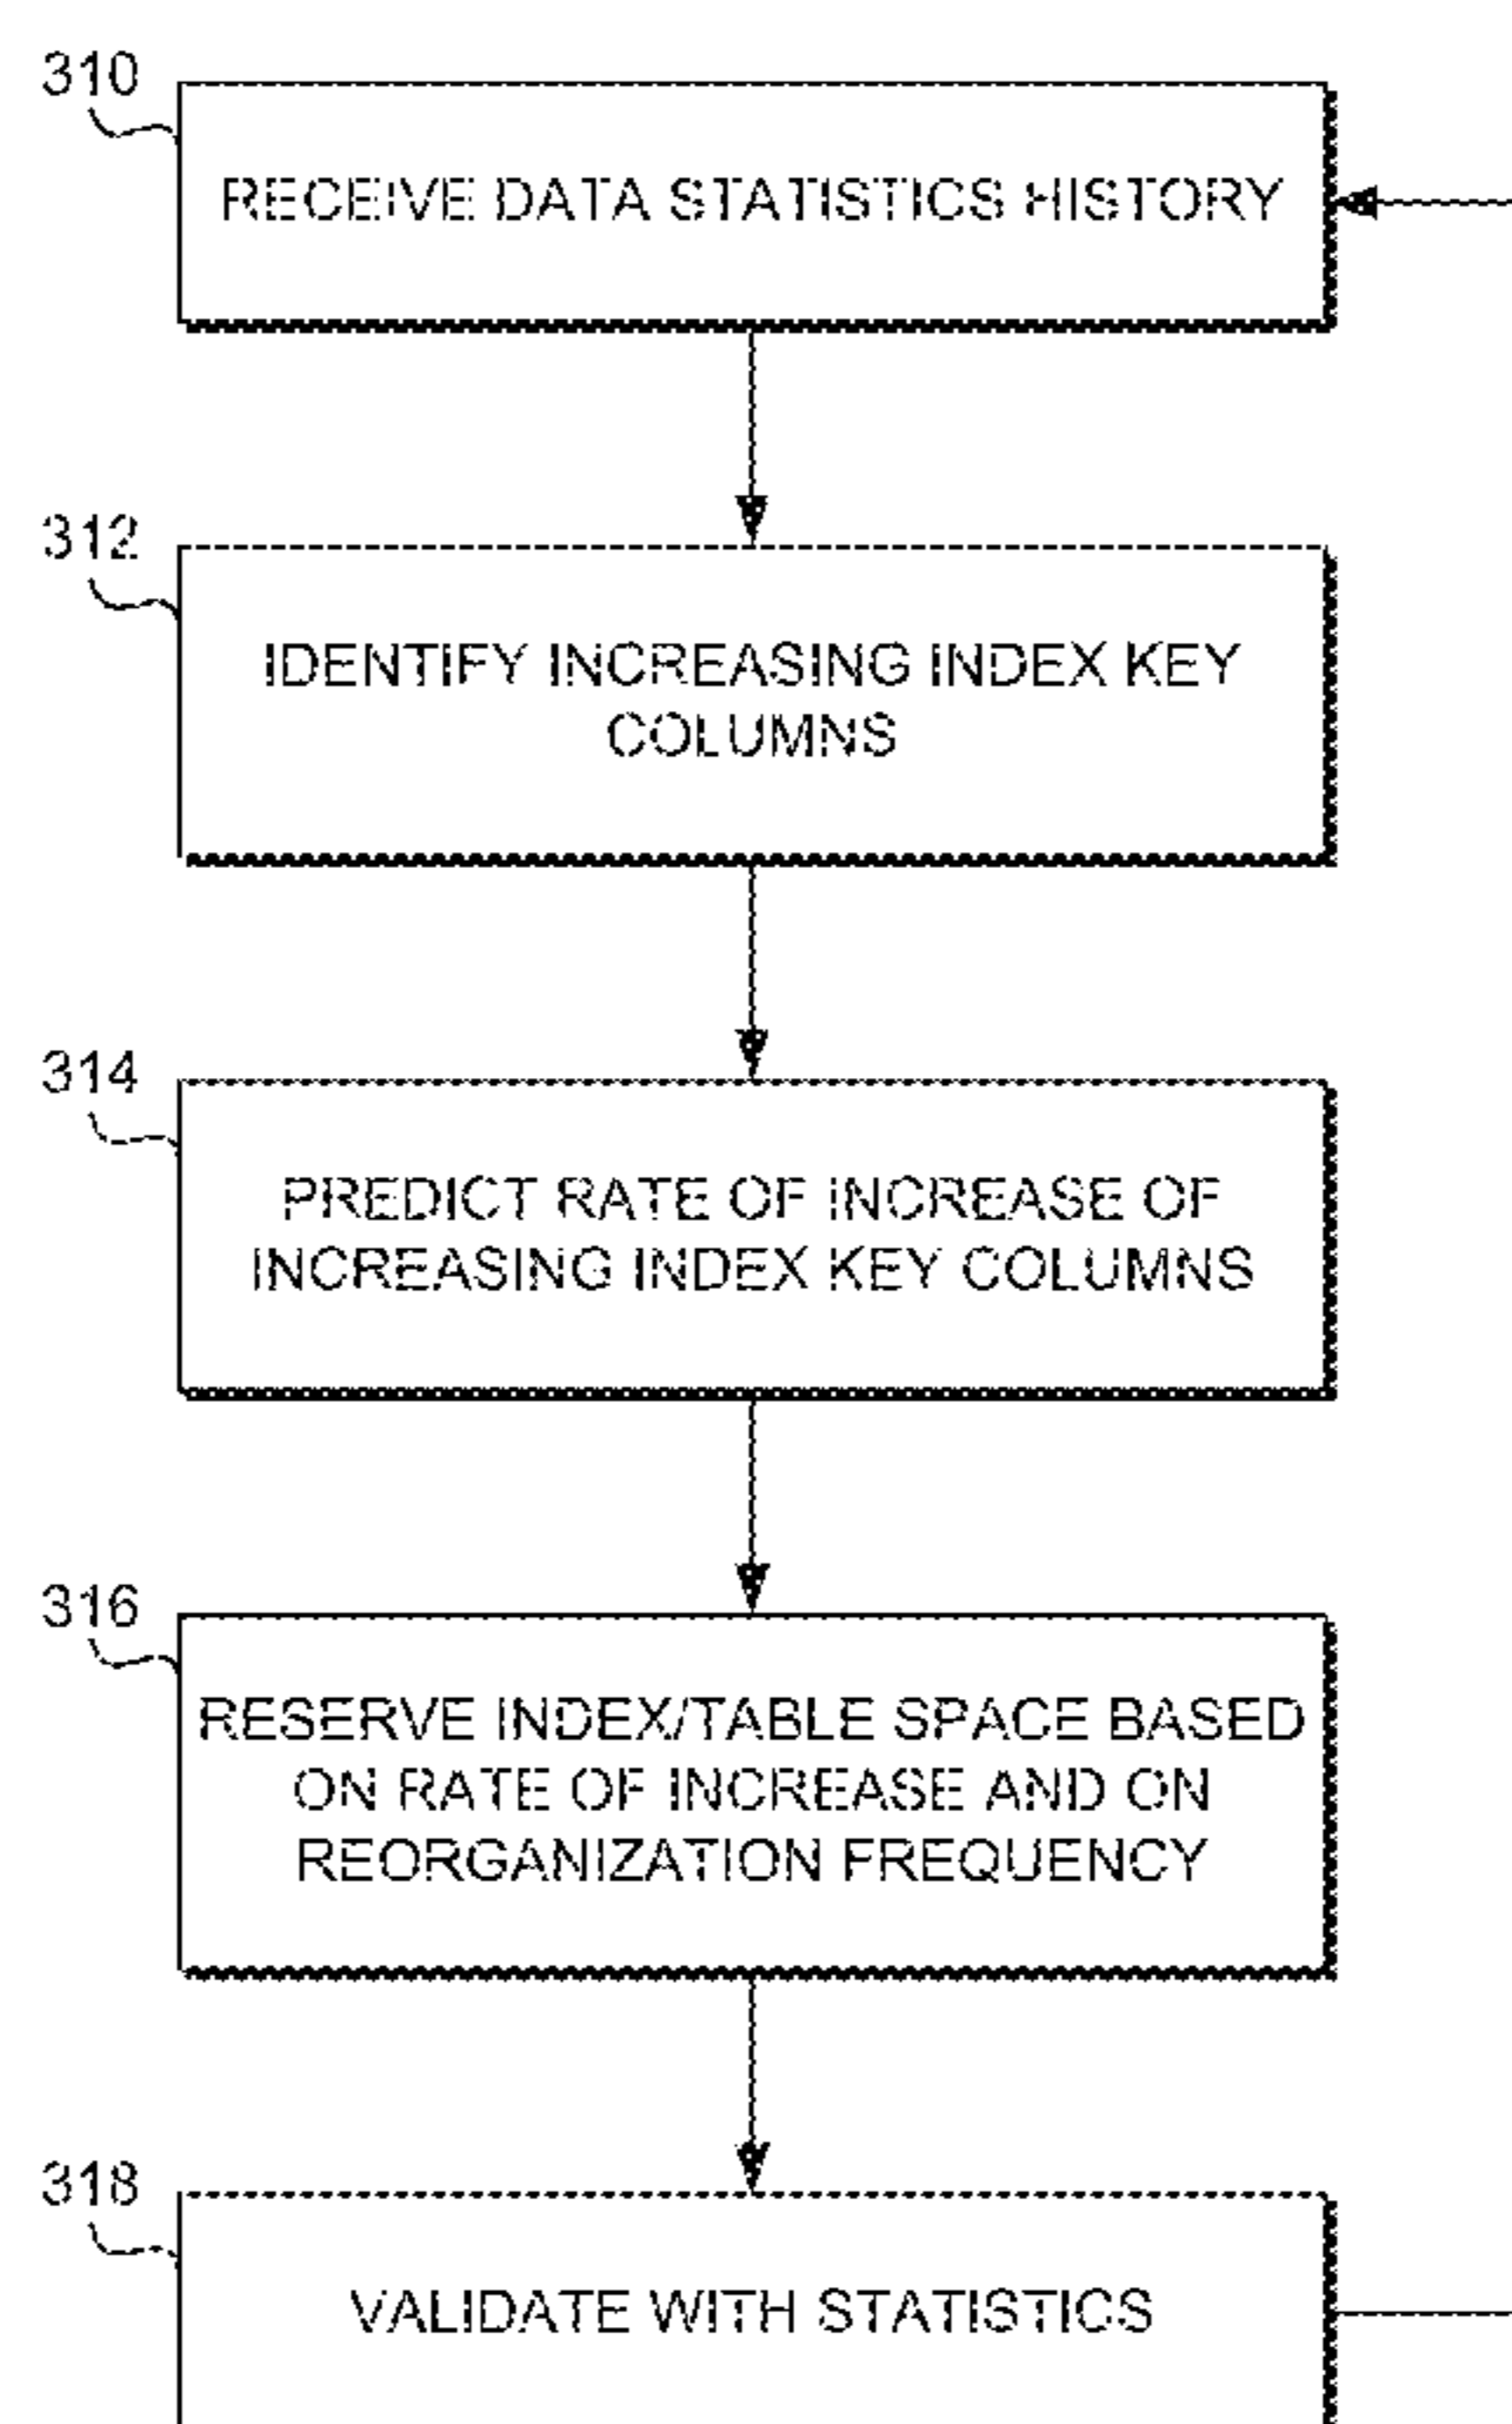 310
RECEIVE DATA STATISTICS HISTORY
312
IDENTIFY INCREASING INDEX KEY
COLUMNS
314
PREDICT RATE OF INCREASE OF
INCREASING INDEX KEY COLUMNS
316
RESERVE INDEX/TABLE SPACE BASED
ON RATE OF INCREASE AND ON
REORGANIZATION FREQUENCY
318
VALIDATE WITH STATISTICS